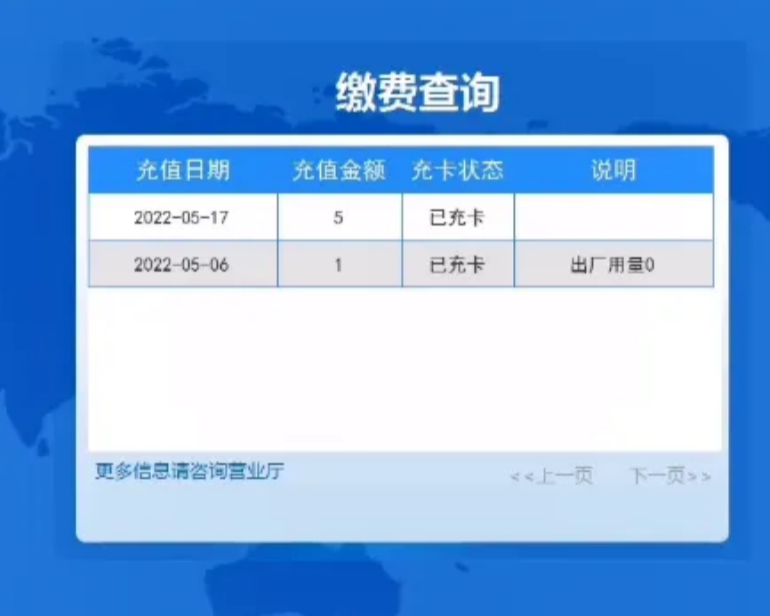 缴费查询
充值日期 充值金额 充卡状态 说明
2022-05-17 5 已充卡
2022-05-06 1 已充卡 出厂用量0
更多信息请咨询营业厅 <<上一页 下一页>>